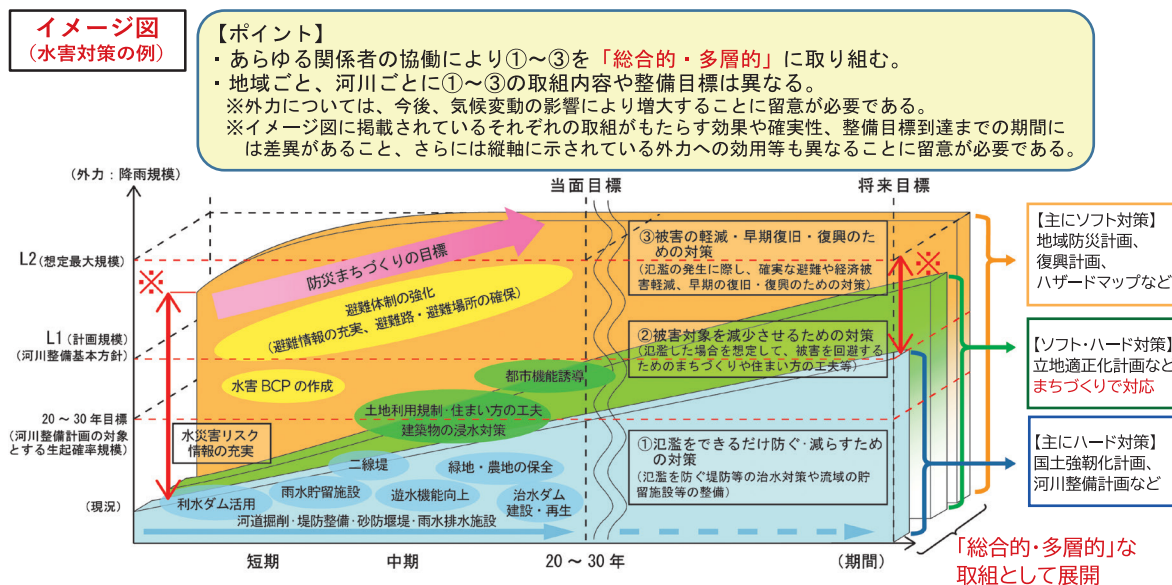 イメージ図
(水害対策の例)
【ポイント】
・あらゆる関係者の協働により①～③を「総合的・多層的」に取り組む。
・地域ごと、河川ごとに①～③の取組内容や整備目標は異なる。
※外力については、今後、気候変動の影響により増大することに留意が必要である。
※イメージ図に掲載されているそれぞれの取組がもたらす効果や確実性、整備目標到達までの期間に
は差異があること、さらには縦軸に示されている外力への効用等も異なることに留意が必要である。
(外力：降雨規模)
当面目標
将来目標
L2(想定最大規模)
※
L1(計画規模)
(河川整備基本方針)
20～30年目標
(河川整備計画の対象
とする生起確率規模)
(現況)
防災まちづくりの目標
避難体制の強化
(避難情報の充実、避難路・避難場所の確保)
水害BCPの作成
水災害リスク
情報の充実
都市機能誘導
土地利用規制・住まい方の工夫
建築物の浸水対策
二線堤
緑地・農地の保全
利水ダム活用
雨水貯留施設
遊水機能向上
治水ダム
建設・再生
河道掘削・堤防整備・砂防堰堤・雨水排水施設
③被害の軽減・早期復旧・復興のた
めの対策
(氾濫の発生に際し、確実な避難や経済被
害軽減、早期の復旧・復興のための対策)
※
②被害対象を減少させるための対策
(氾濫した場合を想定して、被害を回避する
ためのまちづくりや住まい方の工夫等)
①氾濫をできるだけ防ぐ・減らすため
の対策
(氾濫を防ぐ堤防等の治水対策や流域の貯
留施設等の整備)
【主にソフト対策】
地域防災計画、
復興計画、
ハザードマップなど
【ソフト・ハード対策】
立地適正化計画など
まちづくりで対応
【主にハード対策】
国土強靭化計画、
河川整備計画など
短期
中期
20～30年
(期間)
「総合的・多層的」な
取組として展開